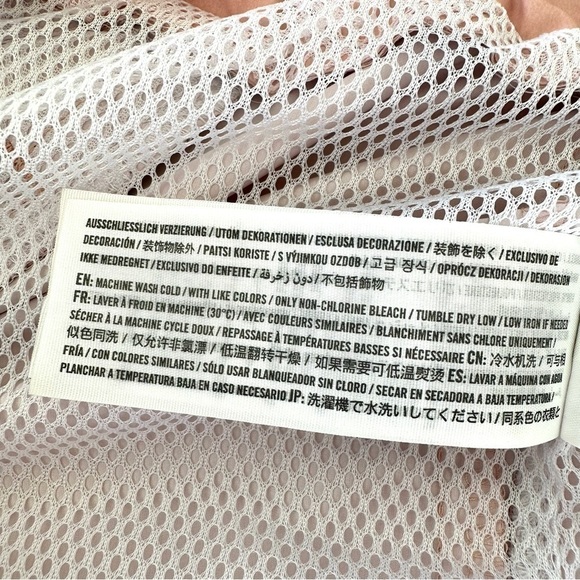 AUSSCHLIESSLICH VERZIERUNG / UTOM DEKORATIONEN / ESCLUSA DECORAZIONE / 装飾を除く / EXCLUSIVO DE
DECORACIÓN / 装饰物除外 / PAITSI KORISTE / S VÝJIMKOU OZDOB / 고급 장식 / OPRÓCZ DEKORACJI / DEKORASION
IKKE MEDREGNET / EXCLUSIVO DO ENFEITE / دون زخرفة / 不包括飾物
EN: MACHINE WASH COLD / WITH LIKE COLORS / ONLY NON-CHLORINE BLEACH / TUMBLE DRY LOW / LOW IRON IF NEEDED
FR: LAVER À FROID EN MACHINE (30°C) / AVEC COULEURS SIMILAIRES / BLANCHIMENT SANS CHLORE UNIQUEMENT /
SÉCHER À LA MACHINE CYCLE DOUX / REPASSAGE À TEMPÉRATURES BASSES SI NÉCESSAIRE CN: 冷水机洗 / 可与相
似色同洗 / 仅允许非氯漂 / 低温翻转干燥 / 如果需要可低温熨烫 ES: LAVAR A MÁQUINA CON AGUA
FRÍA / CON COLORES SIMILARES / SÓLO USAR BLANQUEADOR SIN CLORO / SECAR EN SECADORA A BAJA TEMPERATURA /
PLANCHAR A TEMPERATURA BAJA EN CASO NECESARIO JP: 洗濯機で水洗いしてください / 同系色の衣類と